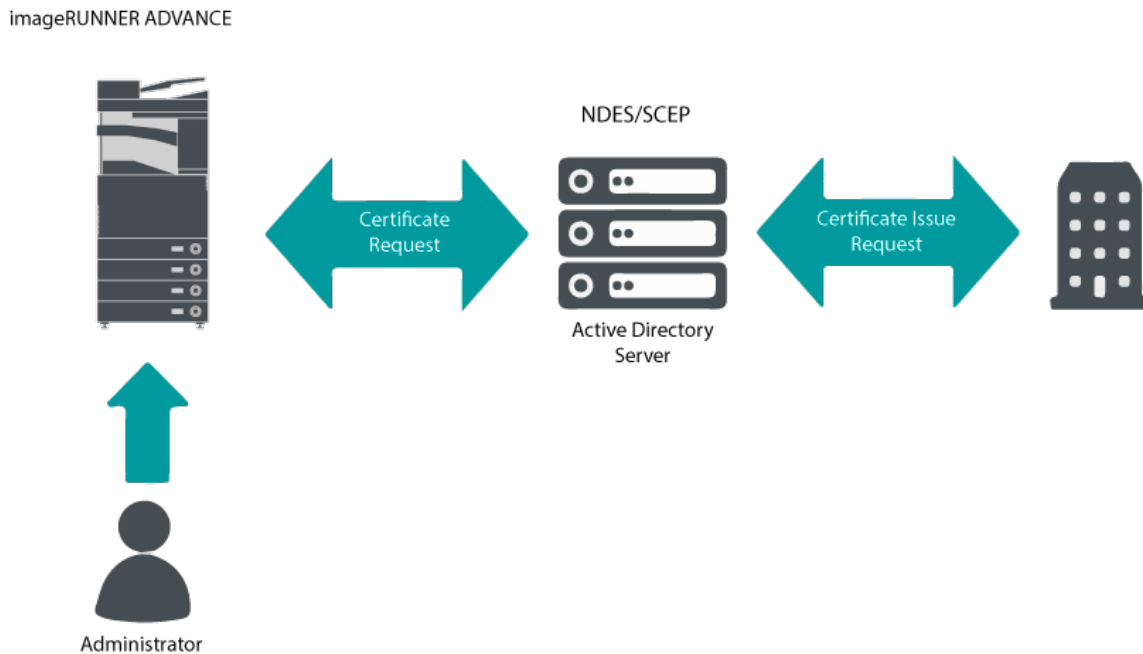 imageRUNNER ADVANCE
NDES/SCEP
Certificate
Request
Certificate Issue
Request
Active Directory
Server
Administrator